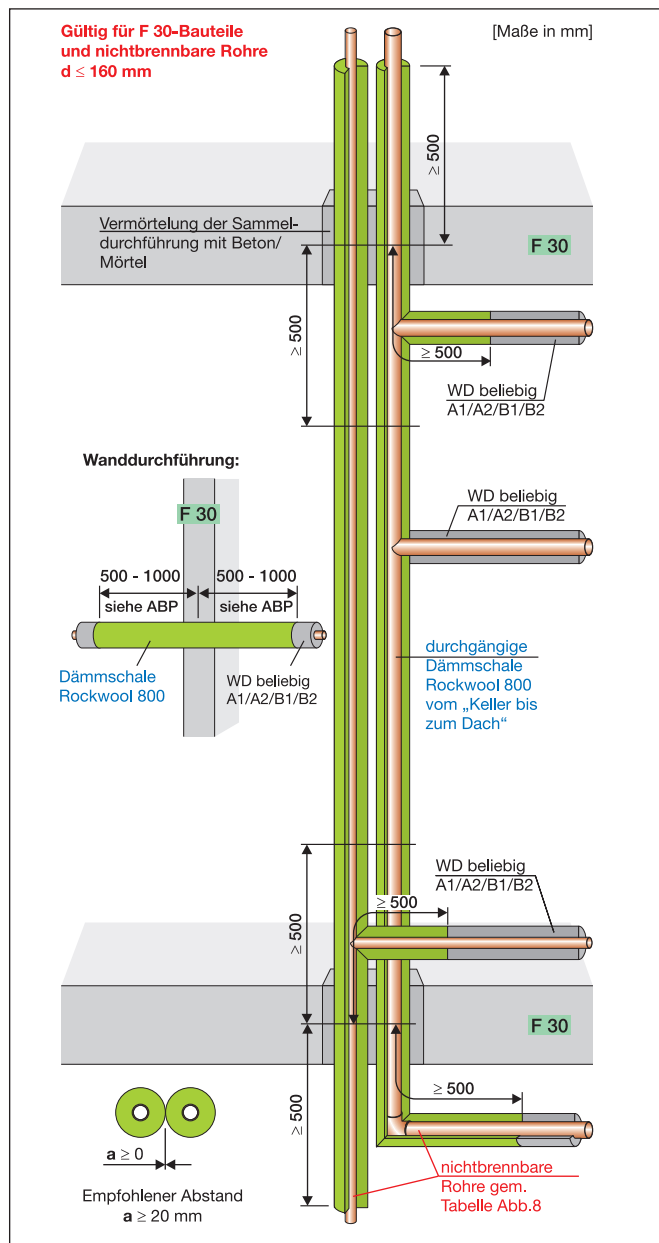 Gültig für F 30-Bauteile
und nichtbrennbare Rohre
d ≤ 160 mm
[Maße in mm]
≥ 500
Vermörtelung der Sammel-
durchführung mit Beton/
Mörtel
F 30
≥ 500
≥ 500
WD beliebig
A1/A2/B1/B2
Wanddurchführung:
F 30
WD beliebig
A1/A2/B1/B2
500 - 1000 500 - 1000
siehe ABP siehe ABP
Dämmschale
Rockwool 800
WD beliebig
A1/A2/B1/B2
durchgängige
Dämmschale
Rockwool 800
vom „Keller bis
zum Dach“
WD beliebig
A1/A2/B1/B2
≥ 500
≥ 500
F 30
≥ 500
≥ 500
a ≥ 0
Empfohlener Abstand
a ≥ 20 mm
nichtbrennbare
Rohre gem.
Tabelle Abb.8